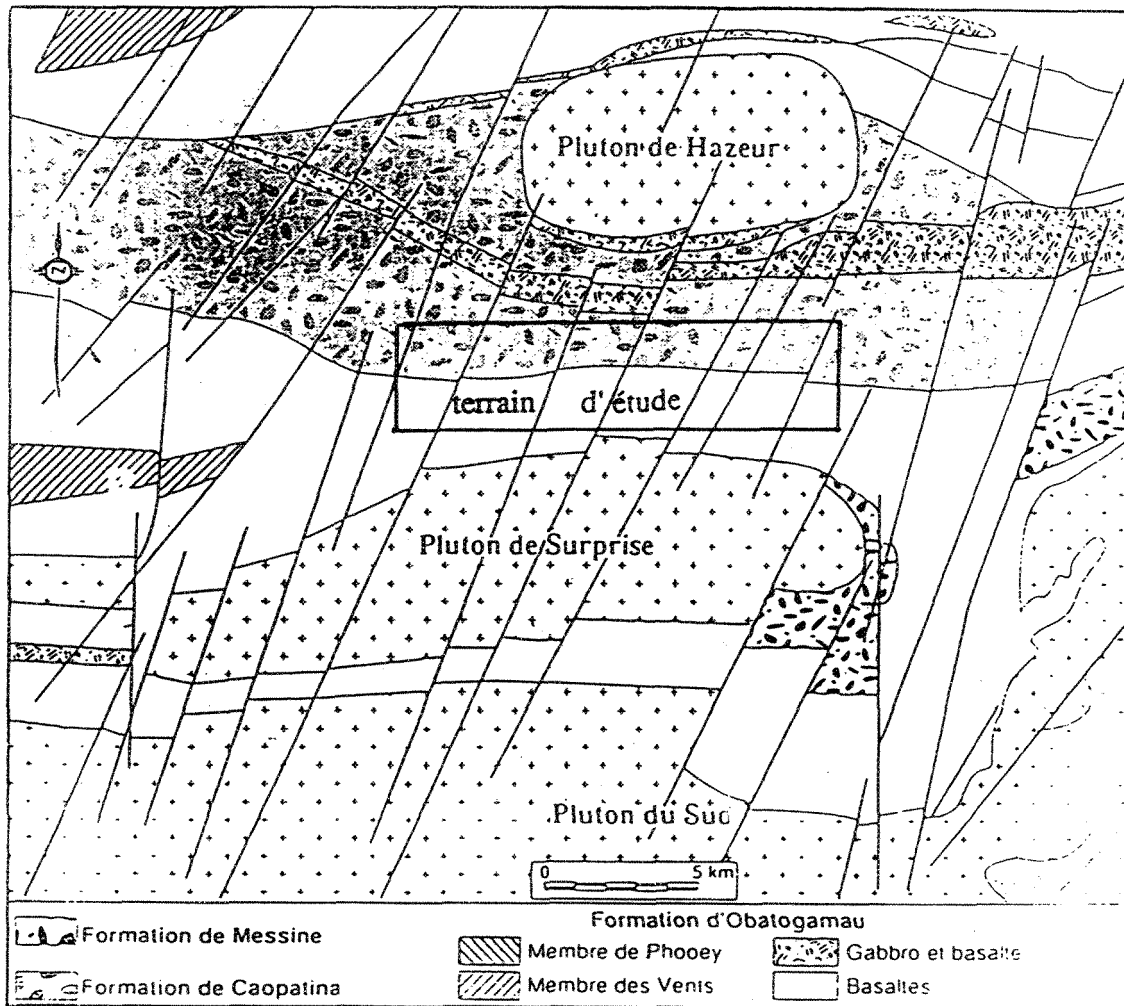 Pluton de Hazeur
N
terrain d'étude
Pluton de Surprise
Pluton du Sud
0 5 km
Formation d'Obatogamau
Formation de Messine
Membre de Phooey
Gabbro et basalte
Formation de Caopatina
Membre des Vents
Basaltes